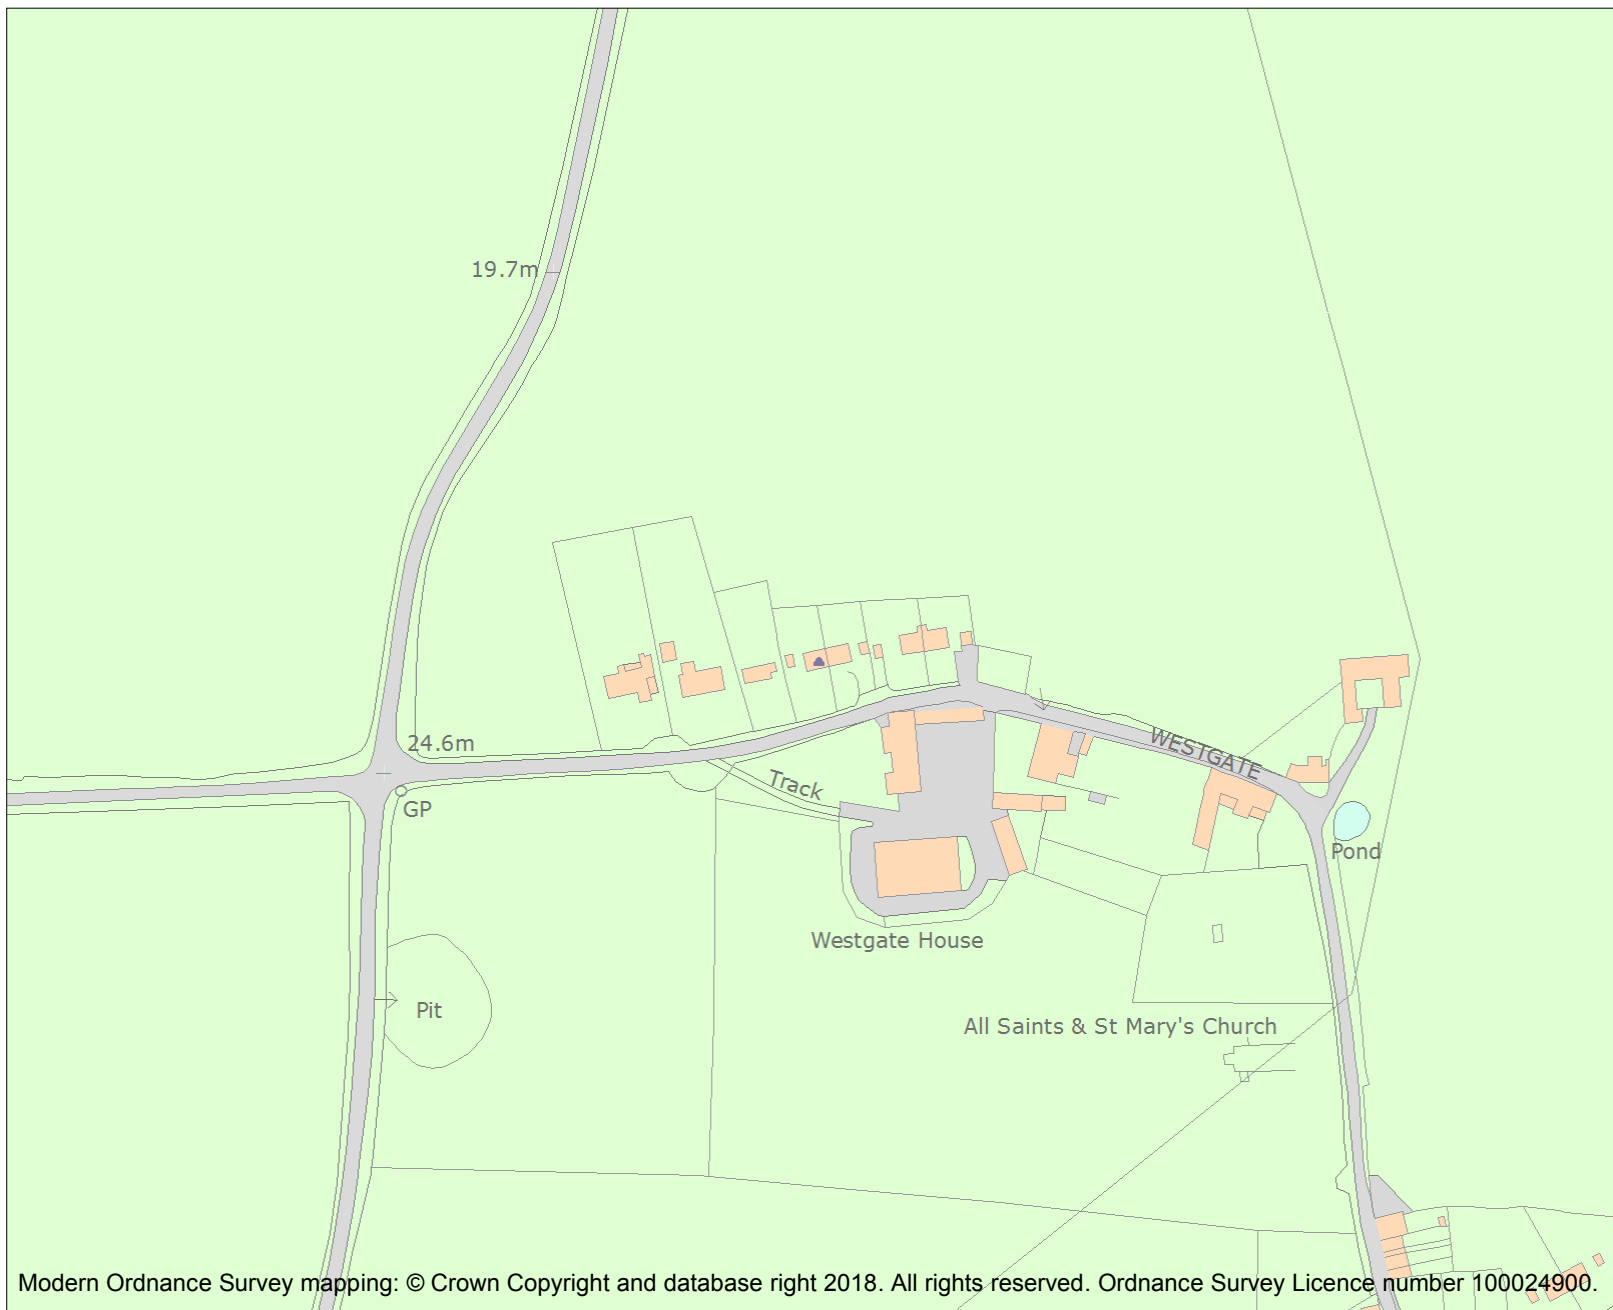 19.7m
24.6m
WESTGATE
Track
GP
Pond
Westgate House
Pit
All Saints & St Mary's Church
Modern Ordnance Survey mapping: © Crown Copyright and database right 2018. All rights reserved. Ordnance Survey Licence number 100024900.